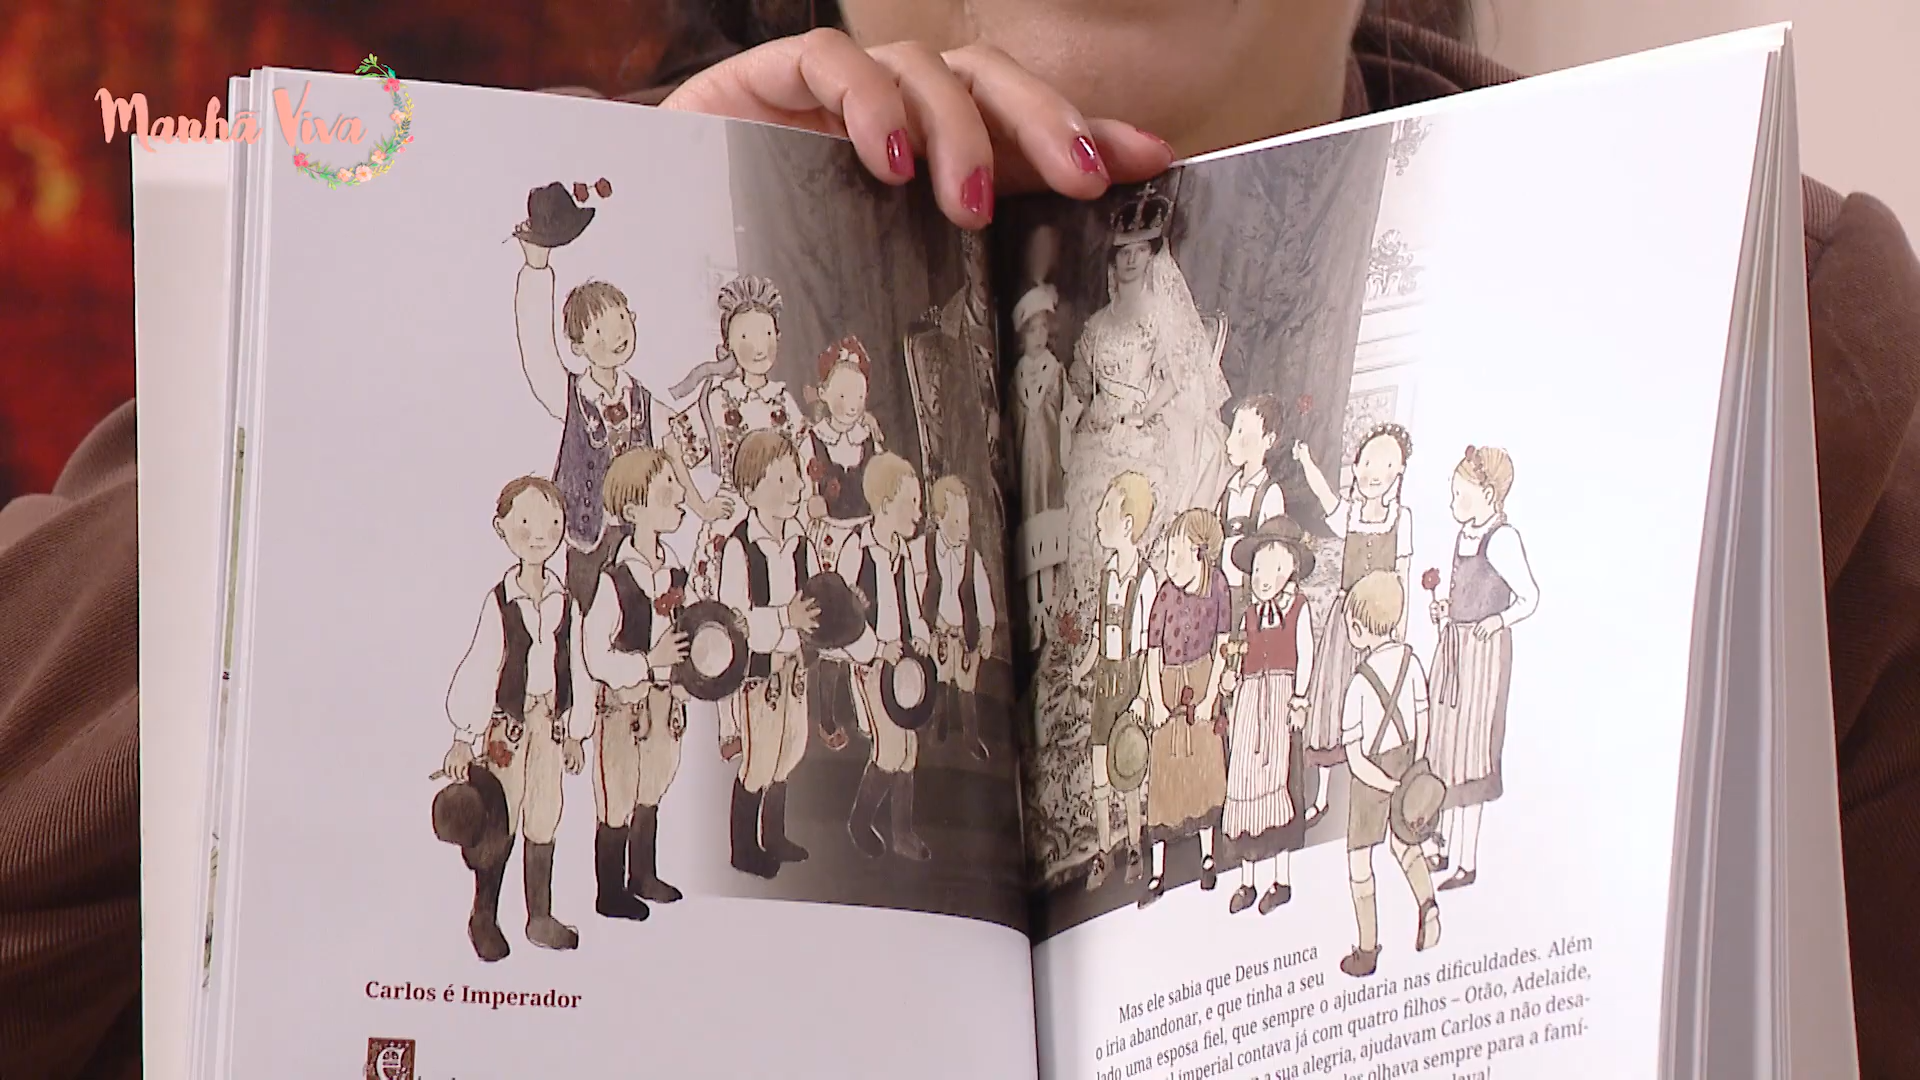 Manhã Viva
Carlos é Imperador
Mas ele sabia que Deus nunca
o iria abandonar, e que tinha a seu
lado uma esposa fiel, que sempre o ajudaria nas dificuldades. Além
imperial contava já com quatro filhos – Otão, Adelaide,
a sua alegria, ajudavam Carlos a não desa-
olhava sempre para a famí-